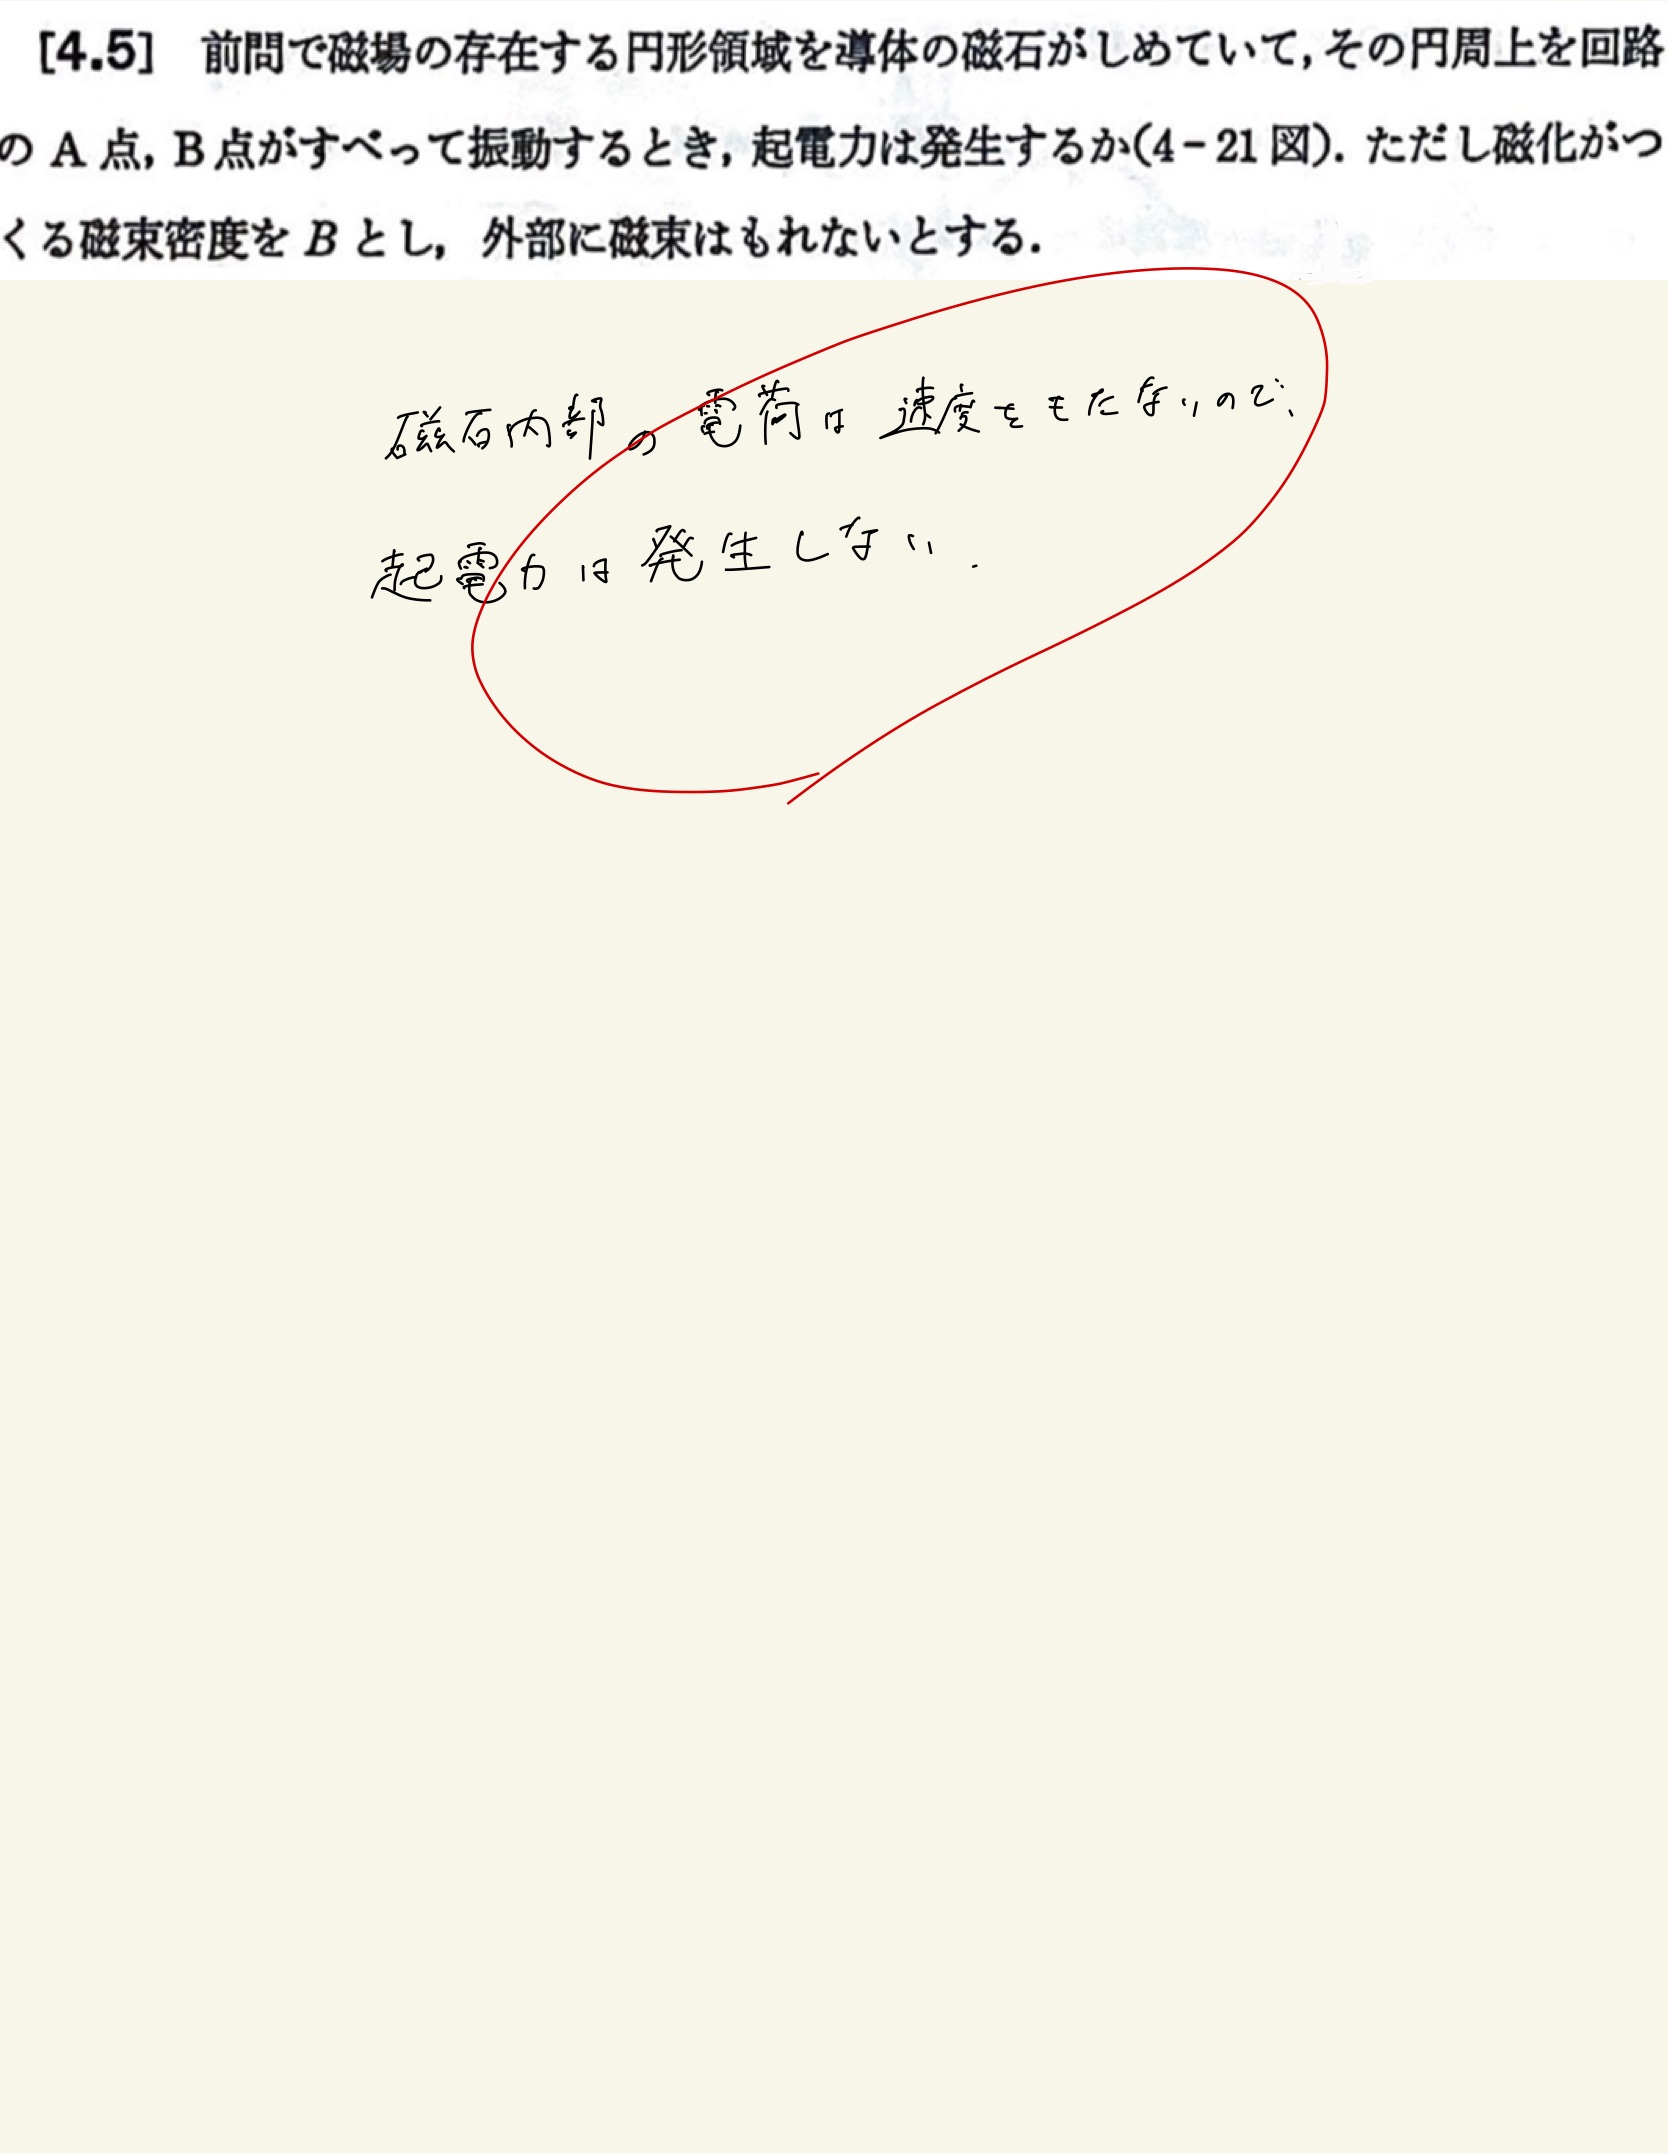 [4.5] 前問で磁場の存在する円形領域を導体の磁石がしめていて,その円周上を回路
の A 点, B 点がすべって振動するとき, 起電力は発生するか(4-21 図). ただし磁化がつ
くる磁束密度を B とし, 外部に磁束はもれないとする.
磁石内部の電荷は速度をもたないので、
起電力は発生しない.